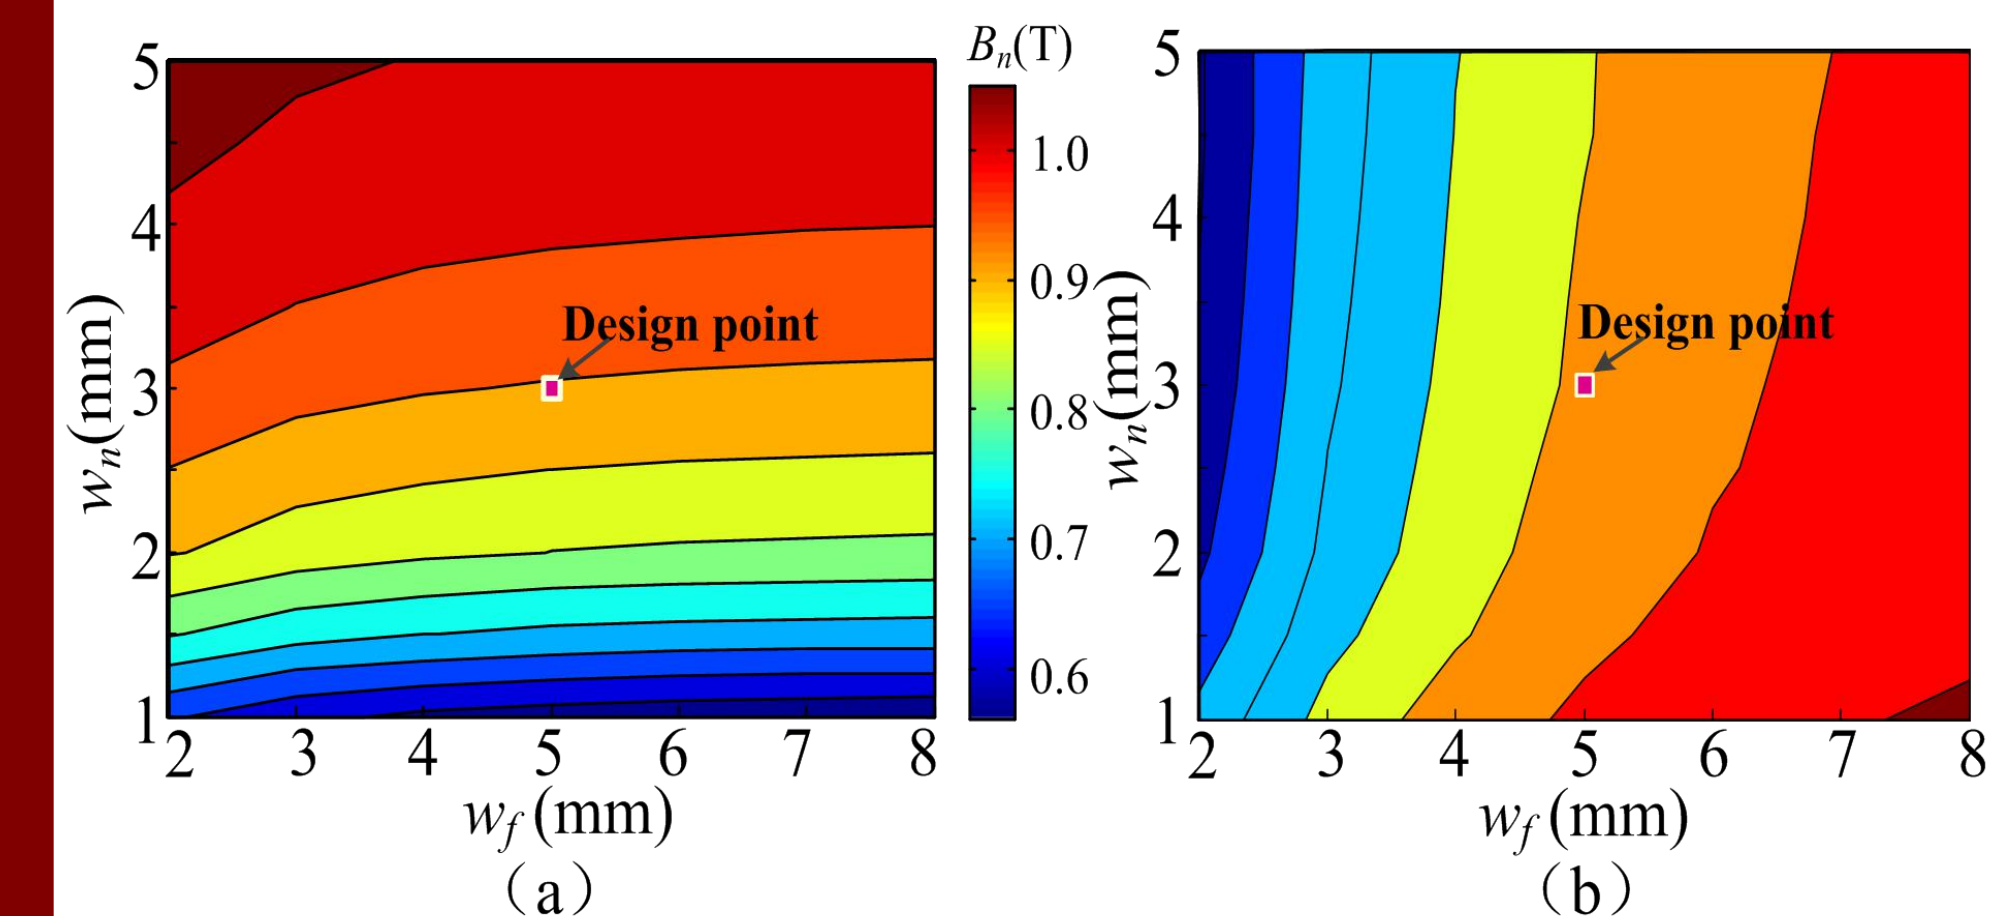 B_n(T)
5
4
3
2
1
w_n(mm)
Design point
2 3 4 5 6 7 8
w_f(mm)
(a)
1.0
0.9
0.8
0.7
0.6
5
4
3
2
1
w_n(mm)
Design point
2 3 4 5 6 7 8
w_f(mm)
(b)